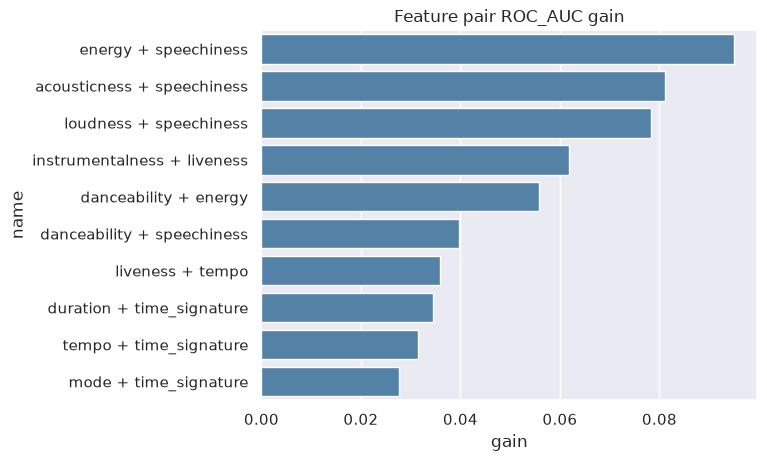 Feature pair ROC_AUC gain
energy + speechiness
acousticness + speechiness
loudness + speechiness
instrumentalness + liveness
danceability + energy
danceability + speechiness
liveness + tempo
duration + time_signature
tempo + time_signature
mode + time_signature
name
0.00 0.02 0.04 0.06 0.08
gain